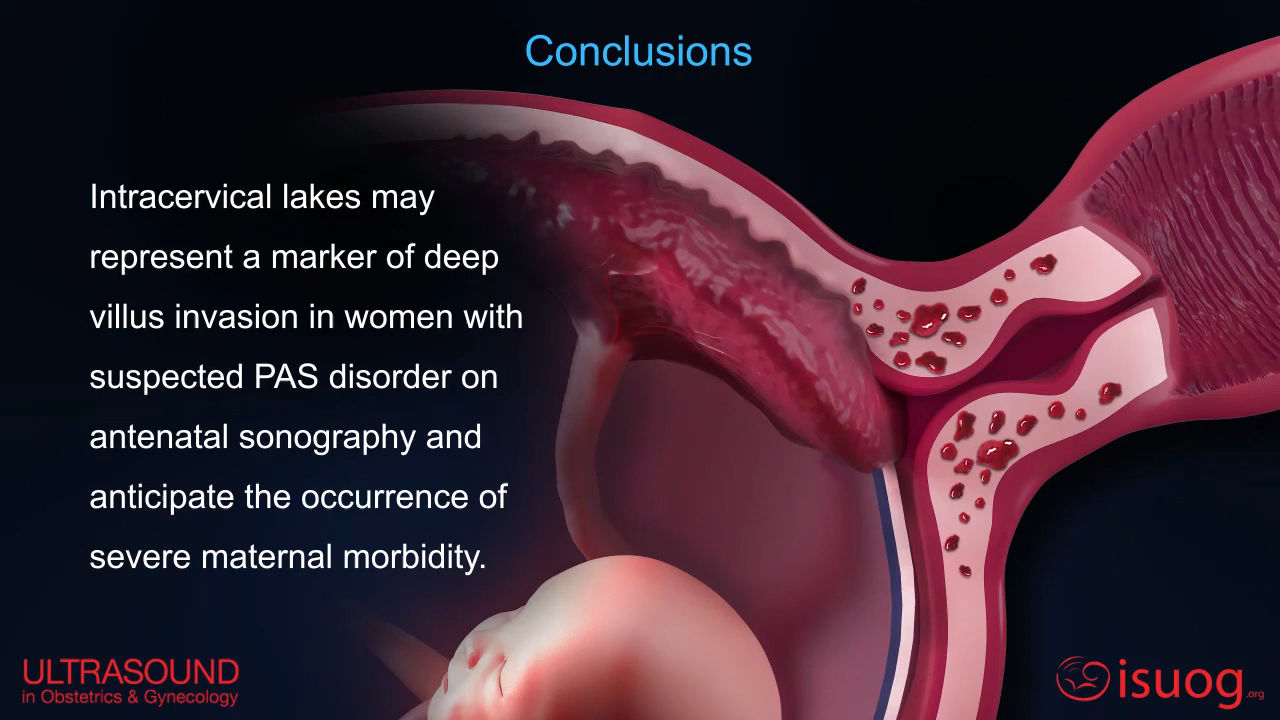 Conclusions
Intracervical lakes may
represent a marker of deep
villus invasion in women with
suspected PAS disorder on
antenatal sonography and
anticipate the occurrence of
severe maternal morbidity.
ULTRASOUND
in Obstetrics & Gynecology
isuog.org